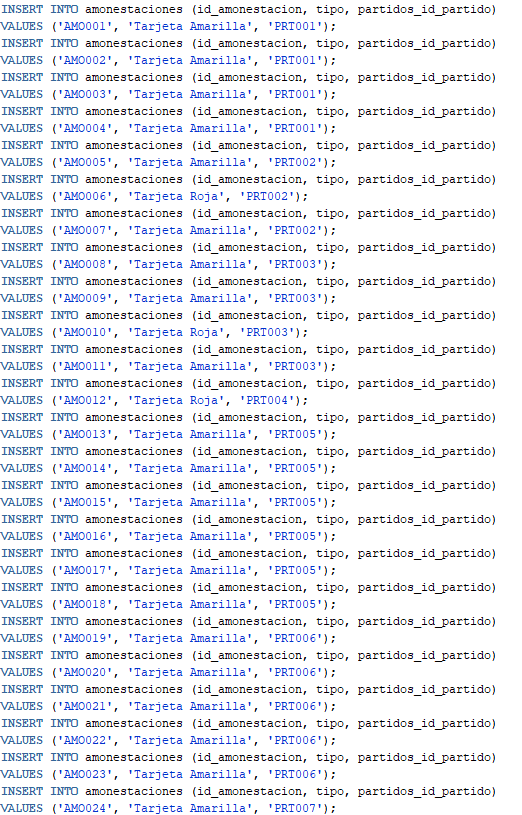 INSERT INTO amonestaciones (id_amonestacion, tipo, partidos_id_partido)
VALUES ('AMO001', 'Tarjeta Amarilla', 'PRT001');
INSERT INTO amonestaciones (id_amonestacion, tipo, partidos_id_partido)
VALUES ('AMO002', 'Tarjeta Amarilla', 'PRT001');
INSERT INTO amonestaciones (id_amonestacion, tipo, partidos_id_partido)
VALUES ('AMO003', 'Tarjeta Amarilla', 'PRT001');
INSERT INTO amonestaciones (id_amonestacion, tipo, partidos_id_partido)
VALUES ('AMO004', 'Tarjeta Amarilla', 'PRT001');
INSERT INTO amonestaciones (id_amonestacion, tipo, partidos_id_partido)
VALUES ('AMO005', 'Tarjeta Amarilla', 'PRT002');
INSERT INTO amonestaciones (id_amonestacion, tipo, partidos_id_partido)
VALUES ('AMO006', 'Tarjeta Roja', 'PRT002');
INSERT INTO amonestaciones (id_amonestacion, tipo, partidos_id_partido)
VALUES ('AMO007', 'Tarjeta Amarilla', 'PRT002');
INSERT INTO amonestaciones (id_amonestacion, tipo, partidos_id_partido)
VALUES ('AMO008', 'Tarjeta Amarilla', 'PRT003');
INSERT INTO amonestaciones (id_amonestacion, tipo, partidos_id_partido)
VALUES ('AMO009', 'Tarjeta Amarilla', 'PRT003');
INSERT INTO amonestaciones (id_amonestacion, tipo, partidos_id_partido)
VALUES ('AMO010', 'Tarjeta Roja', 'PRT003');
INSERT INTO amonestaciones (id_amonestacion, tipo, partidos_id_partido)
VALUES ('AMO011', 'Tarjeta Amarilla', 'PRT003');
INSERT INTO amonestaciones (id_amonestacion, tipo, partidos_id_partido)
VALUES ('AMO012', 'Tarjeta Roja', 'PRT004');
INSERT INTO amonestaciones (id_amonestacion, tipo, partidos_id_partido)
VALUES ('AMO013', 'Tarjeta Amarilla', 'PRT005');
INSERT INTO amonestaciones (id_amonestacion, tipo, partidos_id_partido)
VALUES ('AMO014', 'Tarjeta Amarilla', 'PRT005');
INSERT INTO amonestaciones (id_amonestacion, tipo, partidos_id_partido)
VALUES ('AMO015', 'Tarjeta Amarilla', 'PRT005');
INSERT INTO amonestaciones (id_amonestacion, tipo, partidos_id_partido)
VALUES ('AMO016', 'Tarjeta Amarilla', 'PRT005');
INSERT INTO amonestaciones (id_amonestacion, tipo, partidos_id_partido)
VALUES ('AMO017', 'Tarjeta Amarilla', 'PRT005');
INSERT INTO amonestaciones (id_amonestacion, tipo, partidos_id_partido)
VALUES ('AMO018', 'Tarjeta Amarilla', 'PRT005');
INSERT INTO amonestaciones (id_amonestacion, tipo, partidos_id_partido)
VALUES ('AMO019', 'Tarjeta Amarilla', 'PRT006');
INSERT INTO amonestaciones (id_amonestacion, tipo, partidos_id_partido)
VALUES ('AMO020', 'Tarjeta Amarilla', 'PRT006');
INSERT INTO amonestaciones (id_amonestacion, tipo, partidos_id_partido)
VALUES ('AMO021', 'Tarjeta Amarilla', 'PRT006');
INSERT INTO amonestaciones (id_amonestacion, tipo, partidos_id_partido)
VALUES ('AMO022', 'Tarjeta Amarilla', 'PRT006');
INSERT INTO amonestaciones (id_amonestacion, tipo, partidos_id_partido)
VALUES ('AMO023', 'Tarjeta Amarilla', 'PRT006');
INSERT INTO amonestaciones (id_amonestacion, tipo, partidos_id_partido)
VALUES ('AMO024', 'Tarjeta Amarilla', 'PRT007');